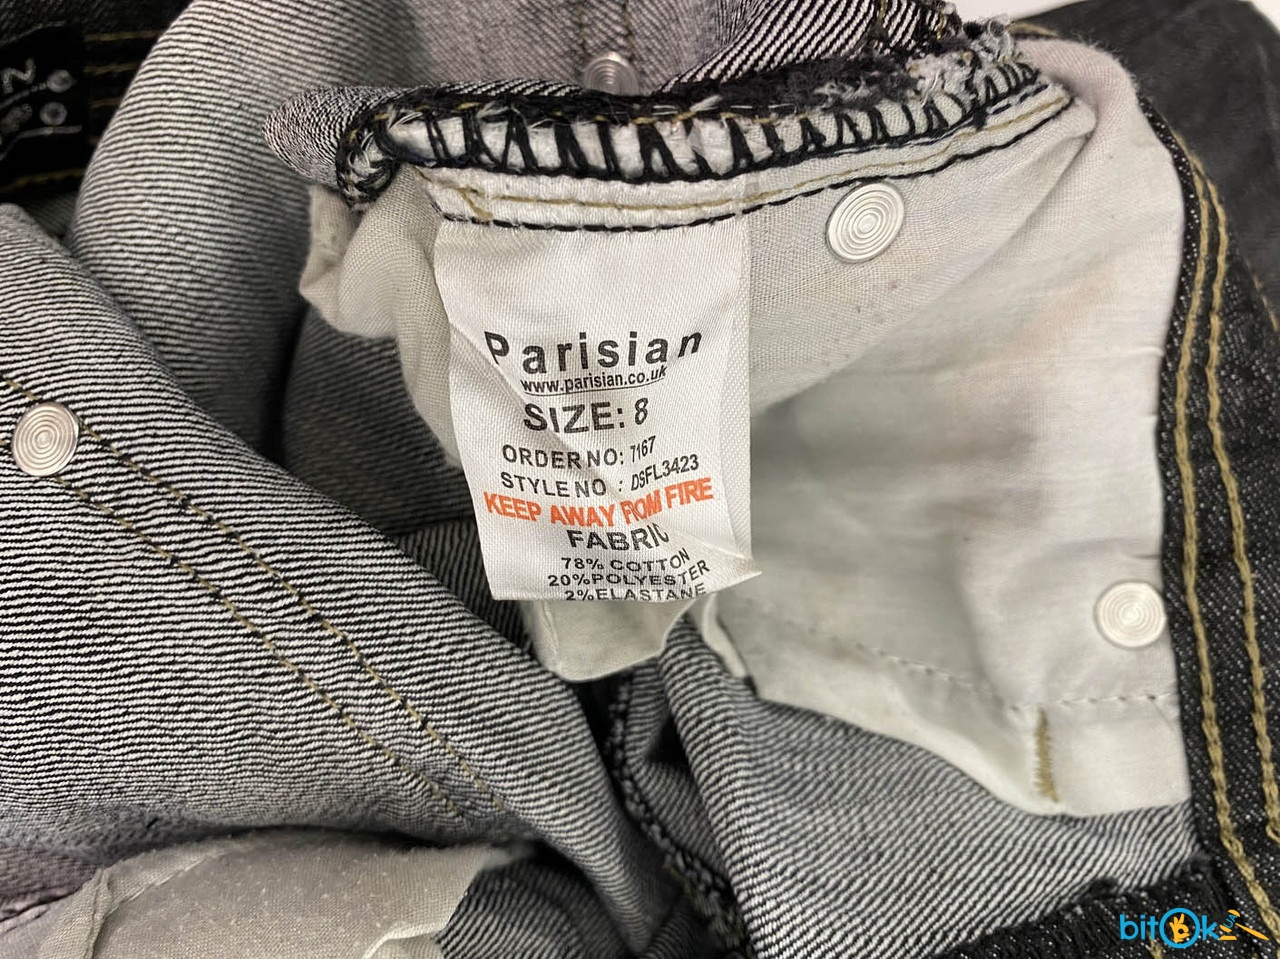 Parisian
www.parisian.co.uk
SIZE: 8
ORDER NO: 7167
STYLE NO : DSFL3423
KEEP AWAY FROM FIRE
FABRIC
78% COTTON
20%POLYESTER
2%ELASTANE
bitOk